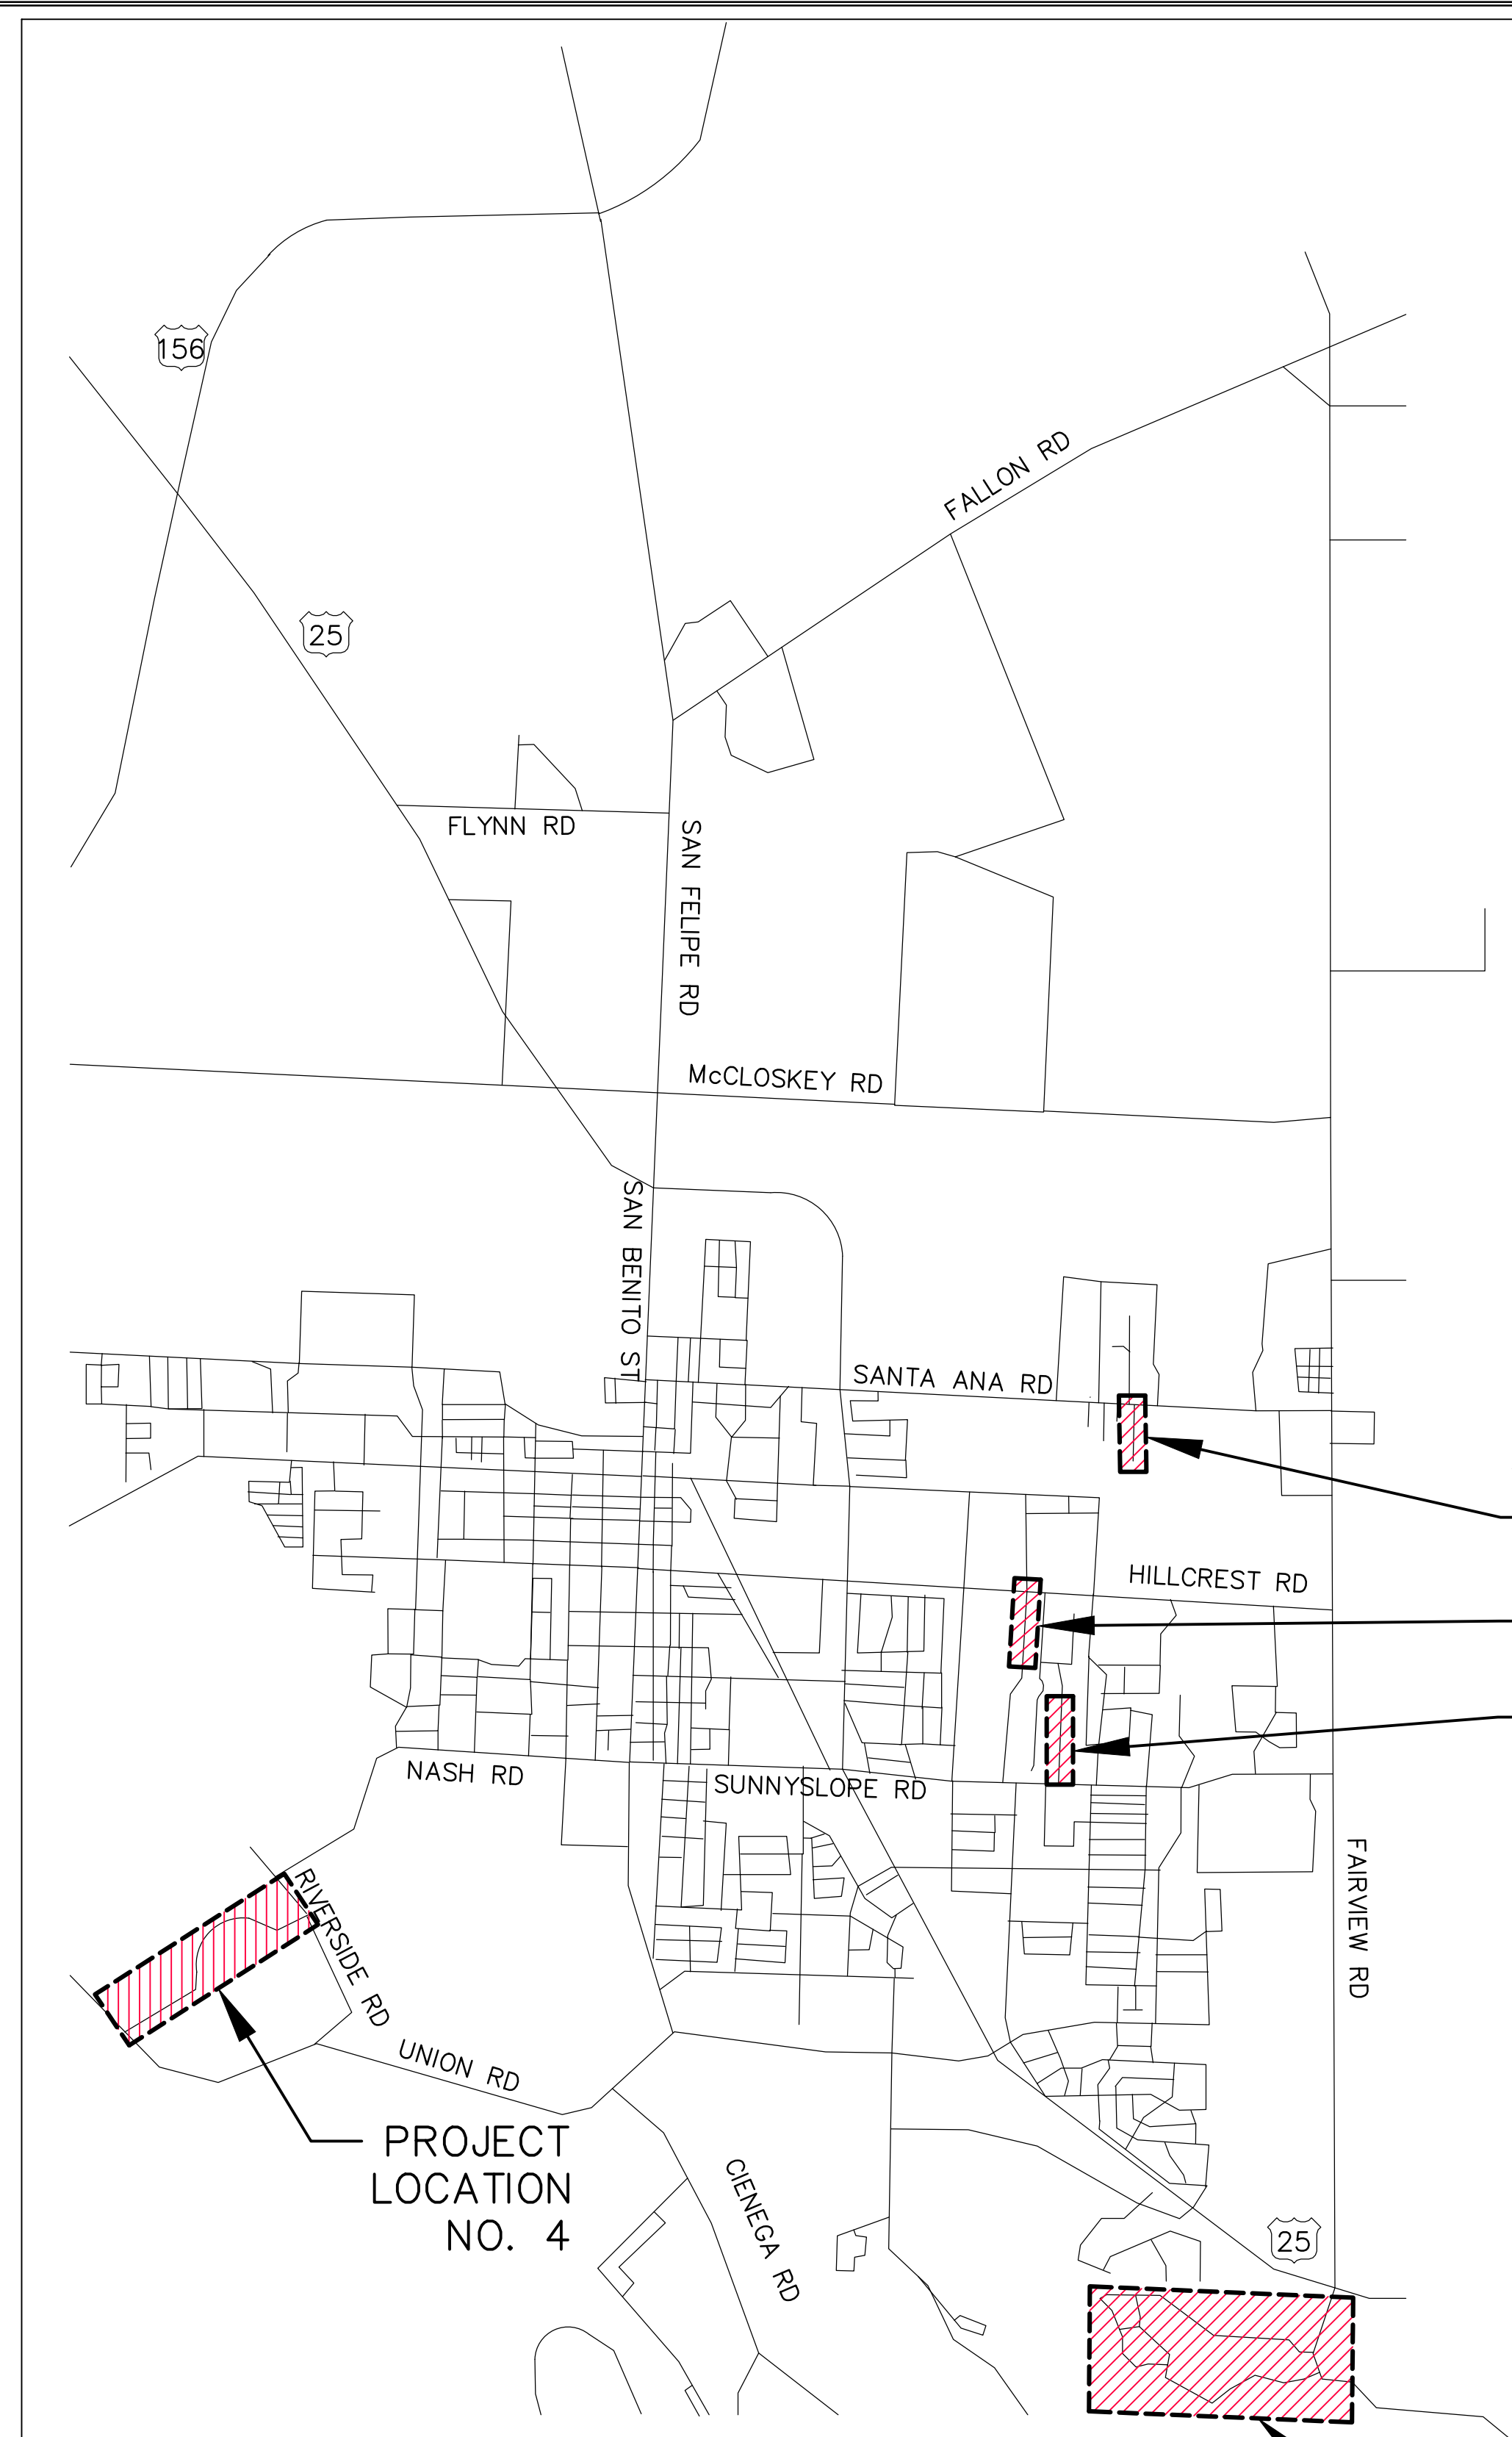 156
FALLON RD
25
FLYNN RD
SAN FELIPE RD
McCLOSKEY RD
SAN BENITO ST
SANTA ANA RD
HILLCREST RD
NASH RD
SUNNYSLOPE RD
FAIRVIEW RD
RIVERSIDE RD
UNION RD
PROJECT
LOCATION
NO. 4
CIENEGA RD
25